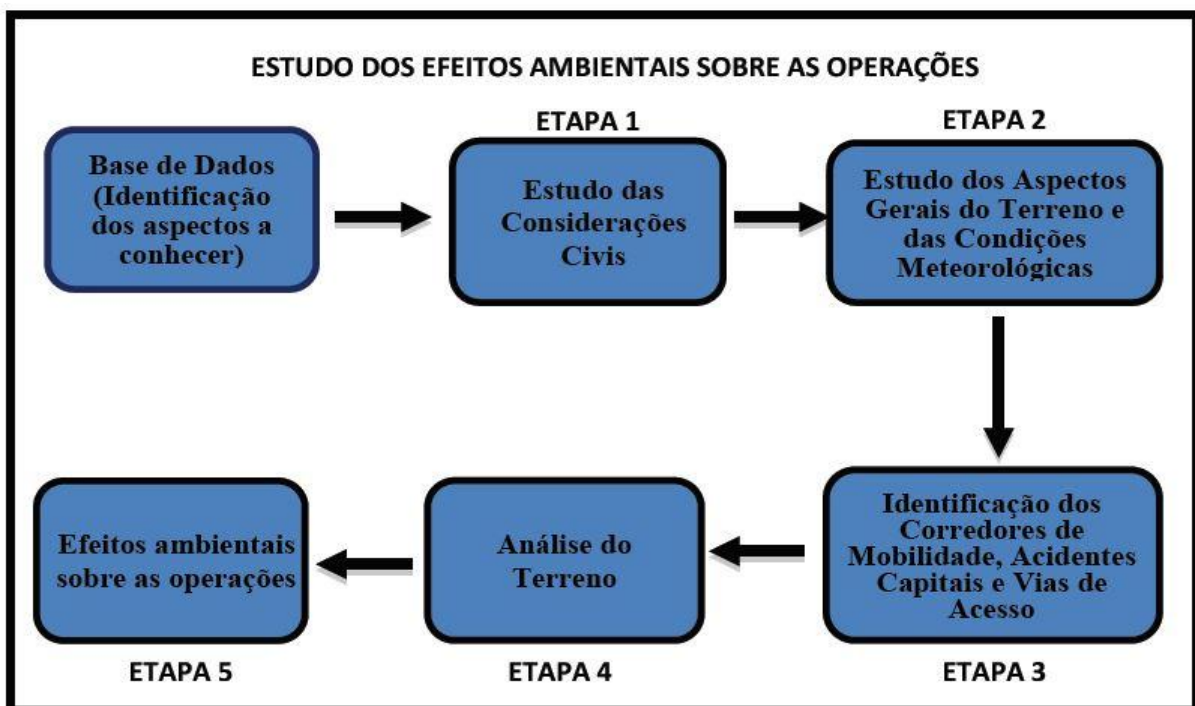 ESTUDO DOS EFEITOS AMBIENTAIS SOBRE AS OPERAÇÕES
Base de Dados
(Identificação
dos aspectos a
conhecer)
ETAPA 1
Estudo das
Considerações
Civis
ETAPA 2
Estudo dos Aspectos
Gerais do Terreno e
das Condições
Meteorológicas
Identificação dos
Corredores de
Mobilidade, Acidentes
Capitais e Vias de
Acesso
ETAPA 3
Análise do
Terreno
ETAPA 4
Efeitos ambientais
sobre as operações
ETAPA 5